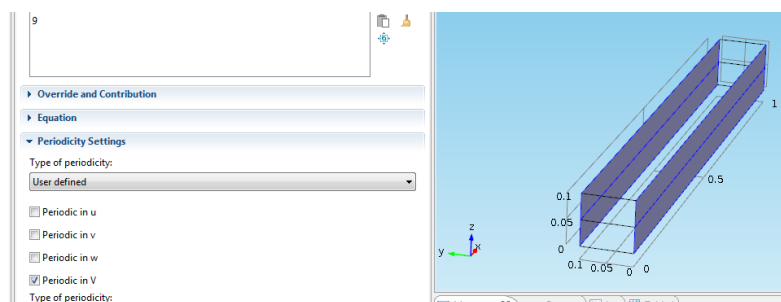 9
Override and Contribution
Equation
Periodicity Settings
Type of periodicity:
User defined
Periodic in u
Periodic in v
Periodic in w
Periodic in V
Type of periodicity:
1
0.5
0.1
0.05
0
0.1 0.05 0 0
z
y x